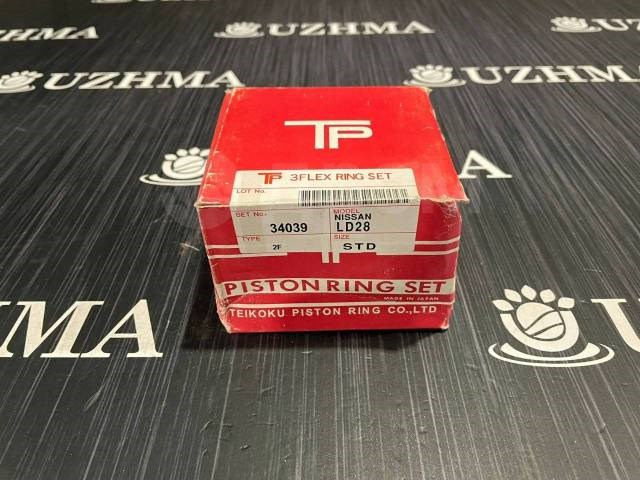 UZHMA
UZHMA
UZHMA
UZHMA
TP
TP 3FLEX RING SET
LOT No.
SET No. 34039
MODEL NISSAN LD28
TYPE 2F
SIZE STD
PISTON RING SET
MADE IN JAPAN
TEIKOKU PISTON RING CO.,LTD
UZHMA
UZHMA